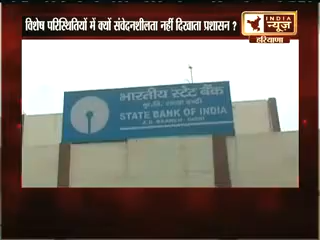 विशेष परिस्थितियों में क्यों संवेदनशीलता नहीं दिखाता प्रशासन ?
INDIA
न्यूज़
हरियाणा
भारतीय स्टेट बैंक
STATE BANK OF INDIA